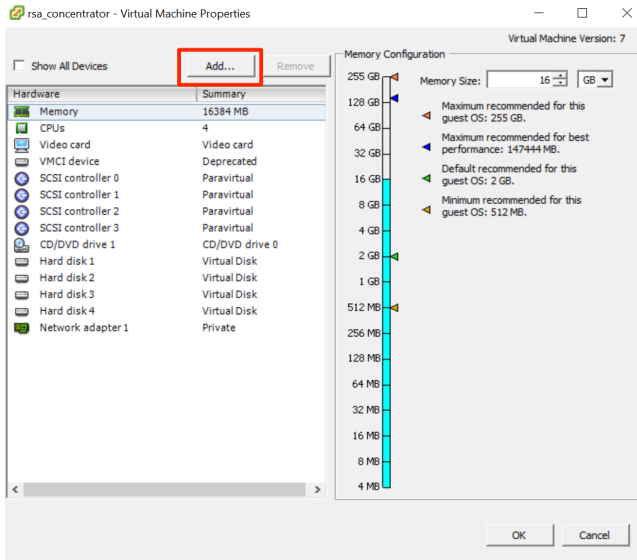 rsa_concentrator - Virtual Machine Properties
Virtual Machine Version: 7
Show All Devices
Add...
Remove
Hardware Summary
Memory 16384 MB
CPUs 4
Video card Video card
VMCI device Deprecated
SCSI controller 0 Paravirtual
SCSI controller 1 Paravirtual
SCSI controller 2 Paravirtual
SCSI controller 3 Paravirtual
CD/DVD drive 1 CD/DVD drive 0
Hard disk 1 Virtual Disk
Hard disk 2 Virtual Disk
Hard disk 3 Virtual Disk
Hard disk 4 Virtual Disk
Network adapter 1 Private
Memory Configuration
255 GB
128 GB
64 GB
32 GB
16 GB
8 GB
4 GB
2 GB
1 GB
512 MB
256 MB
128 MB
64 MB
32 MB
16 MB
8 MB
4 MB
Memory Size: 16 GB
Maximum recommended for this
guest OS: 255 GB.
Maximum recommended for best
performance: 147444 MB.
Default recommended for this
guest OS: 2 GB.
Minimum recommended for this
guest OS: 512 MB.
OK
Cancel